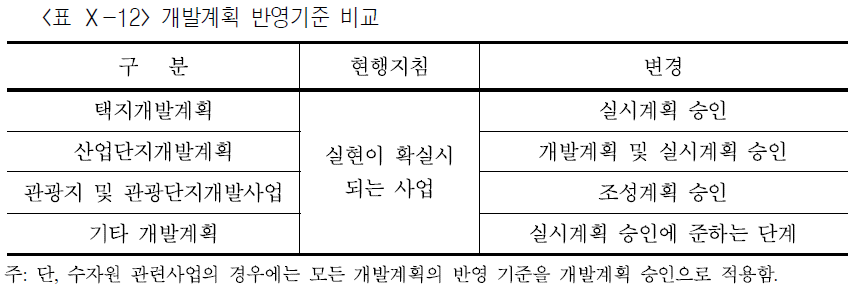 <표 Ⅹ-12> 개발계획 반영기준 비교
구 분 현행지침 변경
택지개발계획 실시계획 승인
산업단지개발계획 실현이 확실시 개발계획 및 실시계획 승인
관광지 및 관광단지개발사업 되는 사업 조성계획 승인
기타 개발계획 실시계획 승인에 준하는 단계
주: 단, 수자원 관련사업의 경우에는 모든 개발계획의 반영 기준을 개발계획 승인으로 적용함.